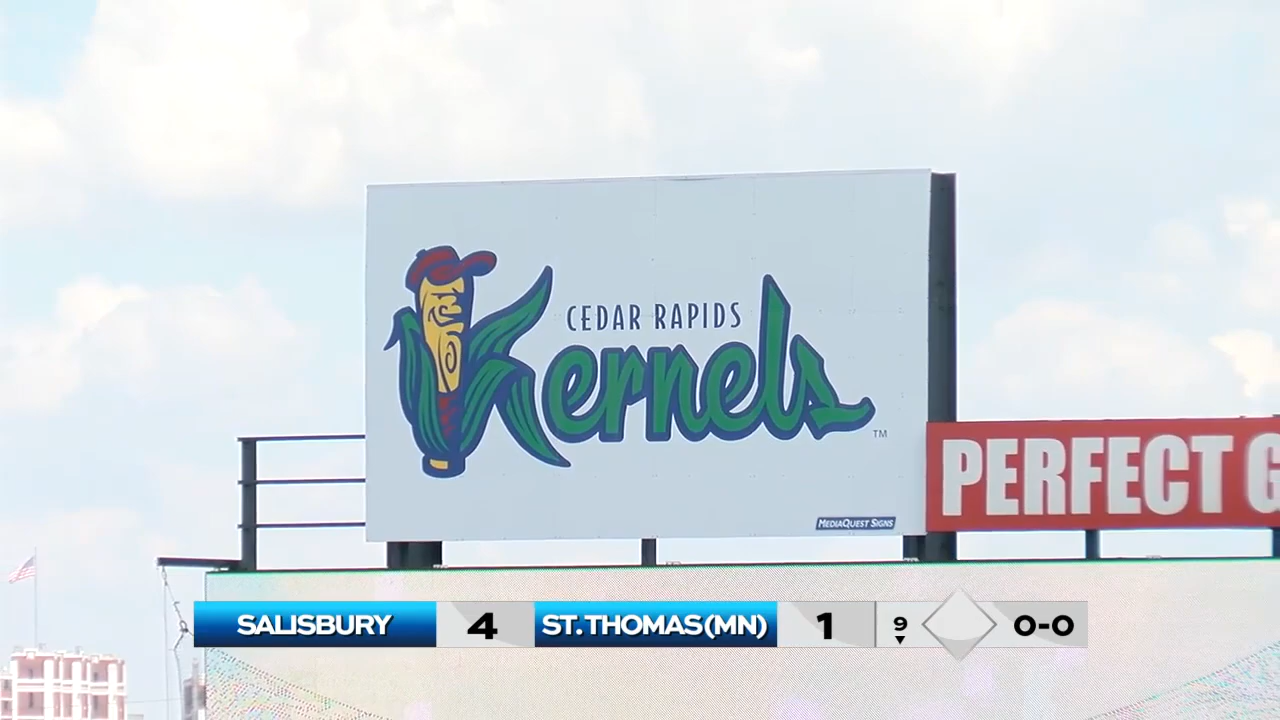 CEDAR RAPIDS
Kernels
TM
MEDIAQUEST SIGNS
PERFECT G
SALISBURY 4 ST. THOMAS (MN) 1 9 0-0